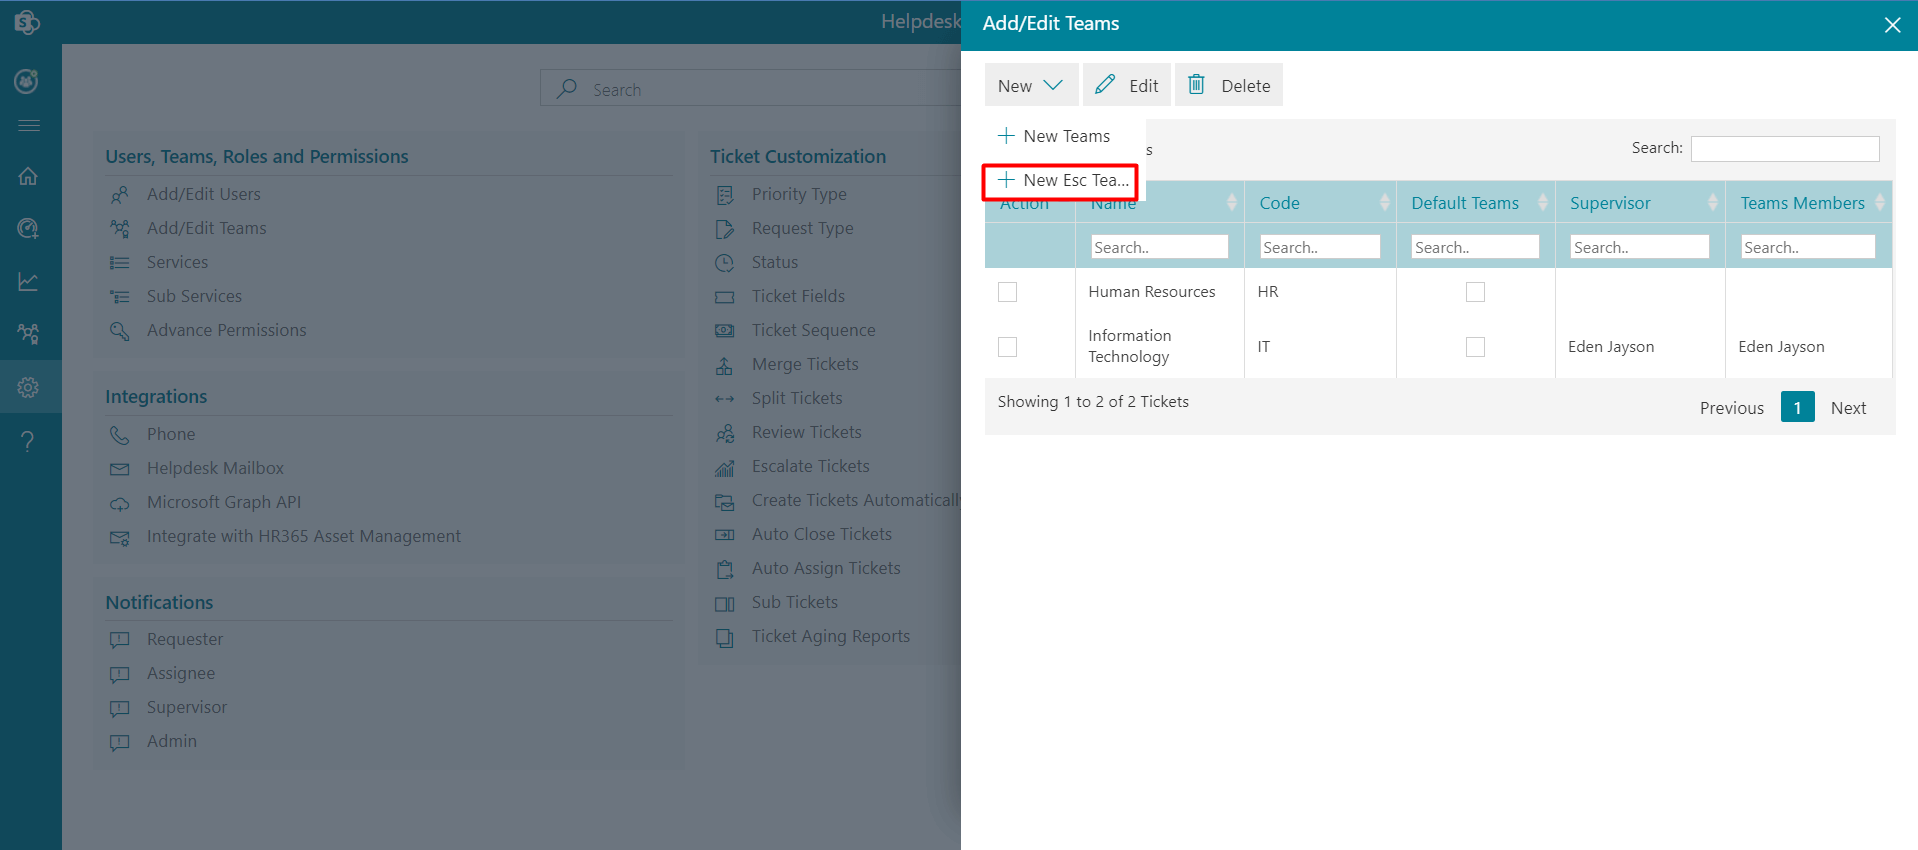 Helpdesk
Search
Users, Teams, Roles and Permissions
Add/Edit Users
Add/Edit Teams
Services
Sub Services
Advance Permissions
Integrations
Phone
Helpdesk Mailbox
Microsoft Graph API
Integrate with HR365 Asset Management
Notifications
Requester
Assignee
Supervisor
Admin
Ticket Customization
Priority Type
Request Type
Status
Ticket Fields
Ticket Sequence
Merge Tickets
Split Tickets
Review Tickets
Escalate Tickets
Create Tickets Automatically
Auto Close Tickets
Auto Assign Tickets
Sub Tickets
Ticket Aging Reports
Add/Edit Teams
New Edit Delete
New Teams
New Esc Tea...
s
Search:
Action Name Code Default Teams Supervisor Teams Members
Search.. Search.. Search.. Search.. Search..
Human Resources HR
Information Technology IT Eden Jayson Eden Jayson
Showing 1 to 2 of 2 Tickets
Previous 1 Next